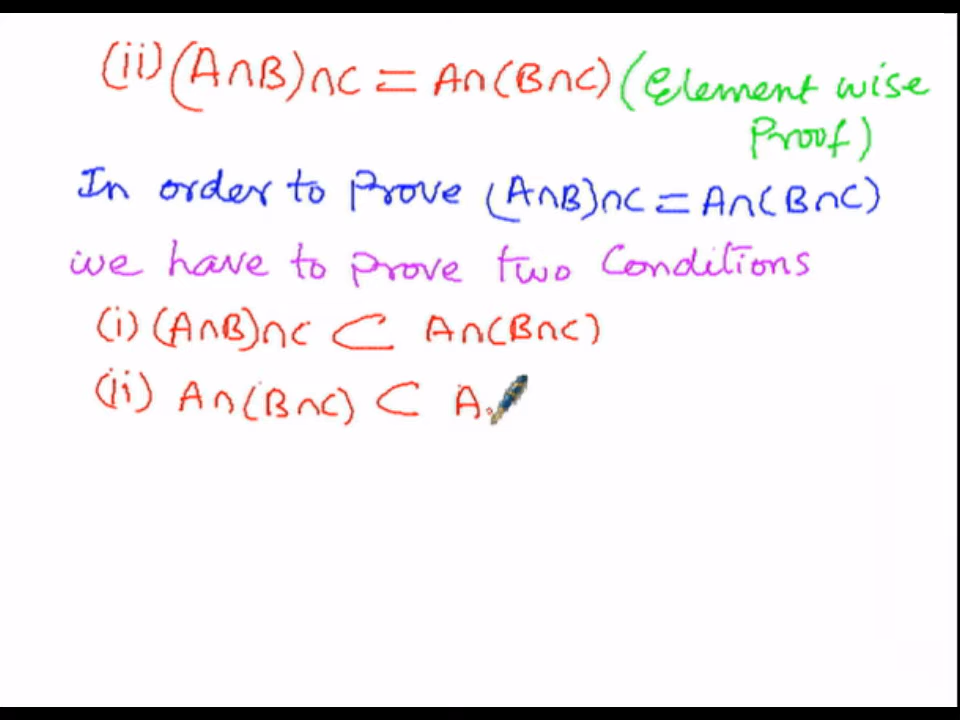 (ii) (A∩B)∩C = A∩(B∩C) (Element wise
Proof)
In order to prove (A∩B)∩C = A∩(B∩C)
we have to prove two Conditions
(i) (A∩B)∩C ⊂ A∩(B∩C)
(ii) A∩(B∩C) ⊂ A